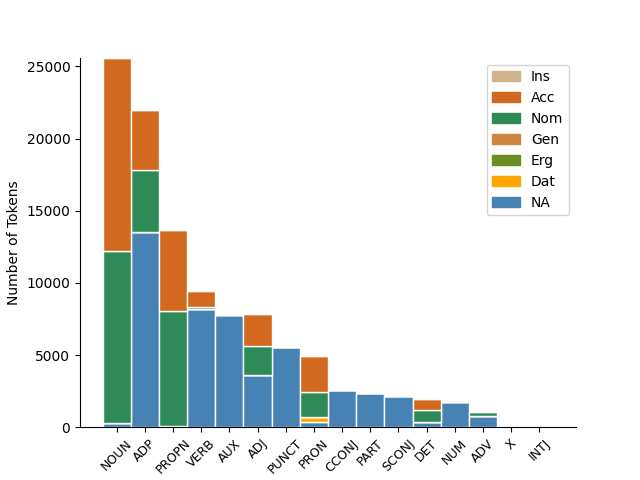 25000
20000
15000
10000
5000
0
Number of Tokens
Ins
Acc
Nom
Gen
Erg
Dat
NA
NOUN
ADP
PROPN
VERB
AUX
ADJ
PUNCT
PRON
CCONJ
PART
SCONJ
DET
NUM
ADV
X
INTJ